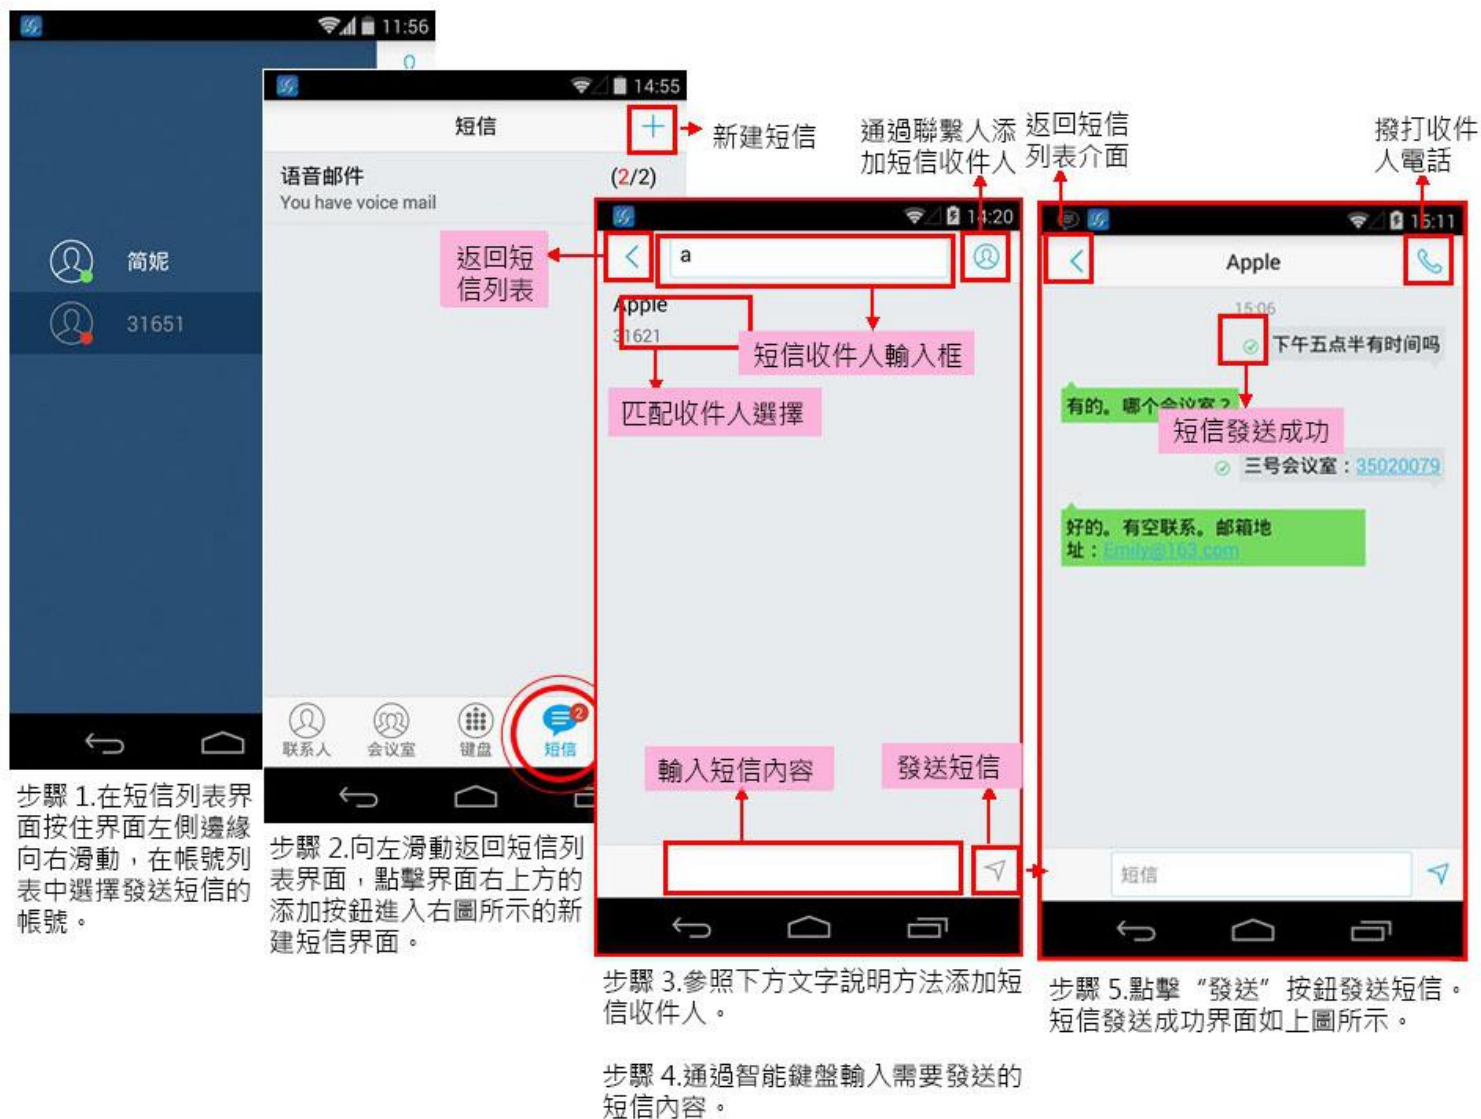 11:56
简妮
31651
步驟 1.在短信列表界
面按住界面左側邊緣
向右滑動，在帳號列
表中選擇發送短信的
帳號。
14:55
短信
新建短信
语音邮件
(2/2)
You have voice mail
联系人
会议室
键盘
短信
2
步驟 2.向左滑動返回短信列
表界面，點擊界面右上方的
添加按鈕進入右圖所示的新
建短信界面。
通過聯繫人添
加短信收件人
14:20
返回短
信列表
a
Apple
31621
短信收件人輸入框
匹配收件人選擇
輸入短信內容
發送短信
步驟 3.參照下方文字說明方法添加短
信收件人。
步驟 4.通過智能鍵盤輸入需要發送的
短信內容。
返回短信
列表介面
撥打收件
人電話
15:11
Apple
15:06
下午五点半有时间吗
有的。哪个会议室？
短信發送成功
三号会议室：35020079
好的。有空联系。邮箱地
址：Emily@163.com
短信
步驟 5.點擊“發送”按鈕發送短信。
短信發送成功界面如上圖所示。